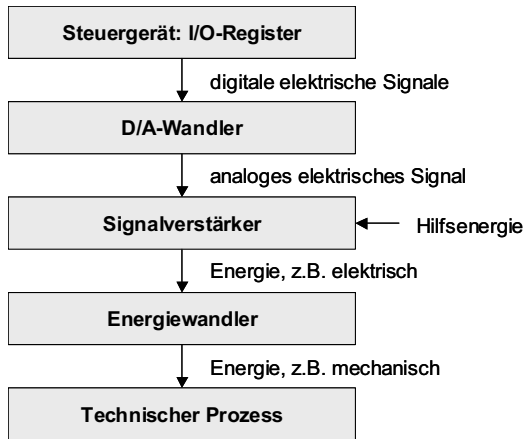 Steuergerät: I/O-Register
digitale elektrische Signale
D/A-Wandler
analoges elektrisches Signal
Signalverstärker
Hilfsenergie
Energie, z.B. elektrisch
Energiewandler
Energie, z.B. mechanisch
Technischer Prozess